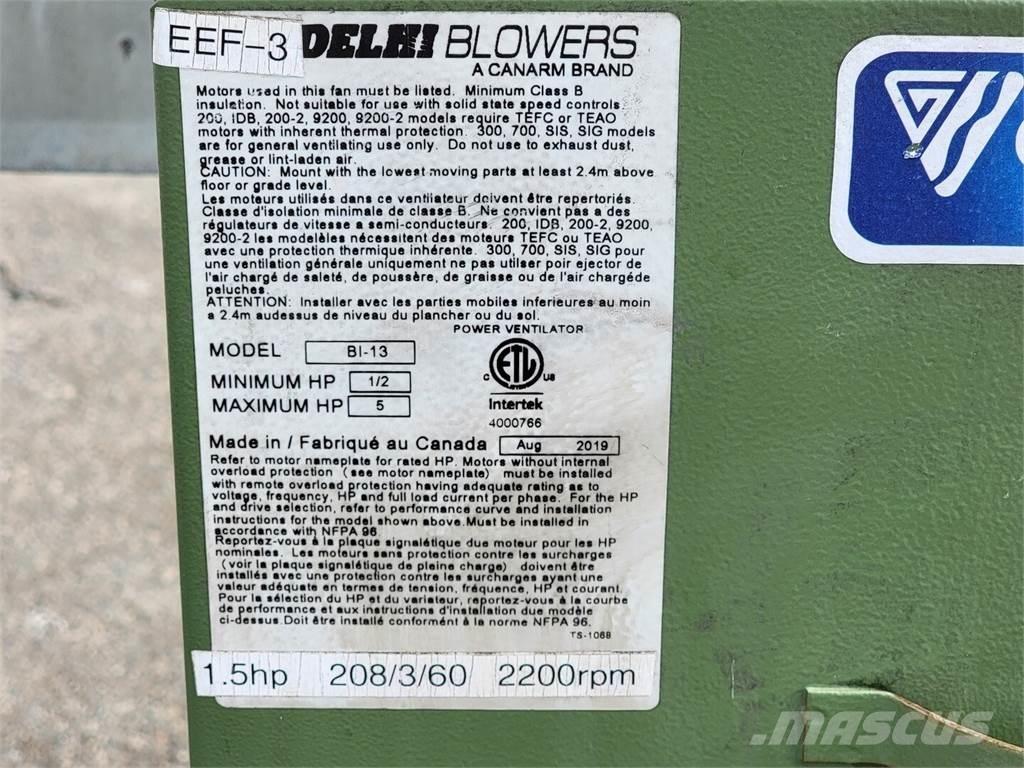 EEF-3
DELHI BLOWERS
A CANARM BRAND
Motors used in this fan must be listed. Minimum Class B
insulation. Not suitable for use with solid state speed controls.
200, IDB, 200-2, 9200, 9200-2 models require TEFC or TEAO
motors with inherent thermal protection. 300, 700, SIS, SIG models
are for general ventilating use only. Do not use to exhaust dust,
grease or lint-laden air.
CAUTION: Mount with the lowest moving parts at least 2.4m above
floor or grade level.
Les moteurs utilisés dans ce ventilateur doivent être repertoriés.
Classe d'isolation minimale de classe B. Ne convient pas a des
régulateurs de vitesse a semi-conducteurs. 200, IDB, 200-2, 9200,
9200-2 les modelèles nécessitent des moteurs TEFC ou TEAO
avec une protection thermique inhérente. 300, 700, SIS, SIG pour
une ventilation générale uniquement ne pas utiliser poir ejector de
l'air chargé de saleté, de poussère, de graisse ou de l'air chargéde
peluches.
ATTENTION: Installer avec les parties mobiles inferieures au moin
a 2.4m audessus de niveau du plancher ou du sol.
POWER VENTILATOR
MODEL BI-13
ETL
C US
MINIMUM HP 1/2
MAXIMUM HP 5
Intertek
4000766
Made in / Fabriqué au Canada Aug 2019
Refer to motor nameplate for rated HP. Motors without internal
overload protection (see motor nameplate) must be installed
with remote overload protection having adequate rating as to
voltage, frequency, HP and full load current per phase. For the HP
and drive selection, refer to performance curve and installation
instructions for the model shown above.Must be installed in
accordance with NFPA 96.
Reportez-vous à la plaque signalétique due moteur pour les HP
nominales. Les moteurs sans protection contre les surcharges
(voir la plaque signalétique de pleine charge) doivent être
installés avec une protection contre les surcharges ayant une
valeur adéquate en termes de tension, fréquence, HP et courant.
Pour la sélection du HP et du variateur, reportez-vous à la courbe
de performance et aux instructions d'installation due modèle
ci-dessus.Doit être installé conformént à la norme NFPA 96.
TS-1068
1.5hp 208/3/60 2200rpm
MASCUS